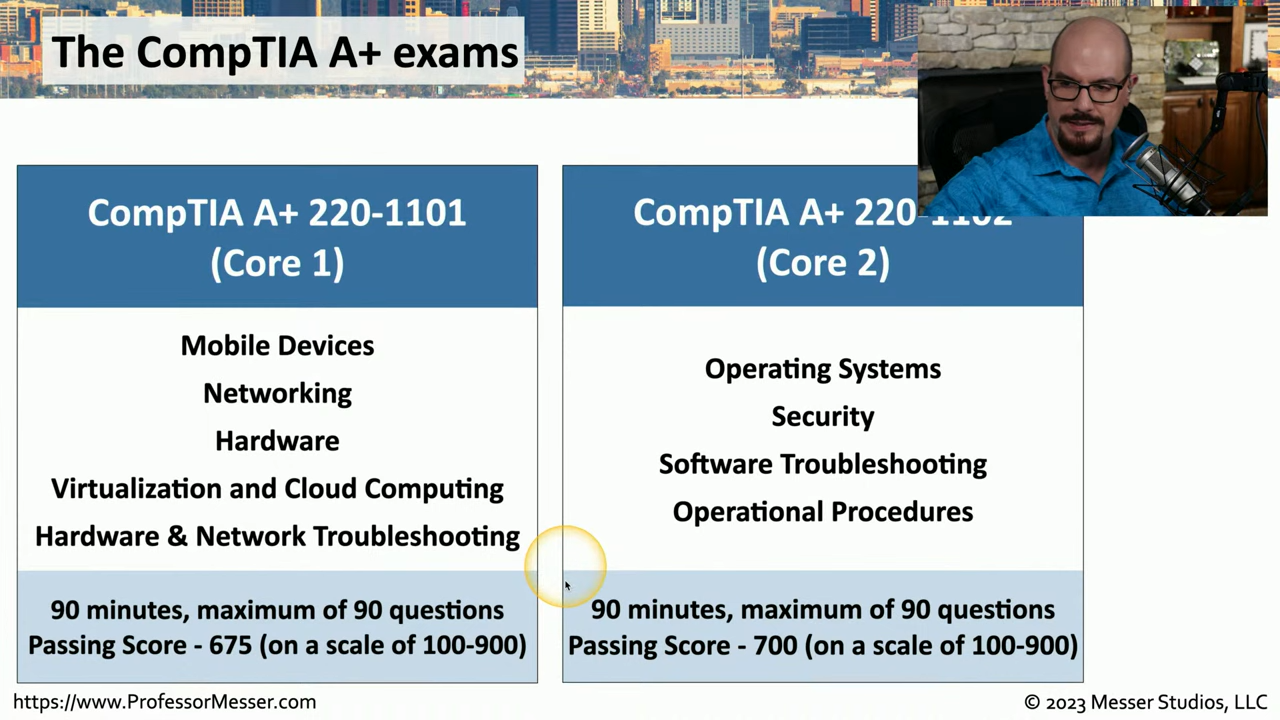 The CompTIA A+ exams
CompTIA A+ 220-1101
(Core 1)
Mobile Devices
Networking
Hardware
Virtualization and Cloud Computing
Hardware & Network Troubleshooting
90 minutes, maximum of 90 questions
Passing Score - 675 (on a scale of 100-900)
CompTIA A+ 220-1102
(Core 2)
Operating Systems
Security
Software Troubleshooting
Operational Procedures
90 minutes, maximum of 90 questions
Passing Score - 700 (on a scale of 100-900)
https://www.ProfessorMesser.com
© 2023 Messer Studios, LLC